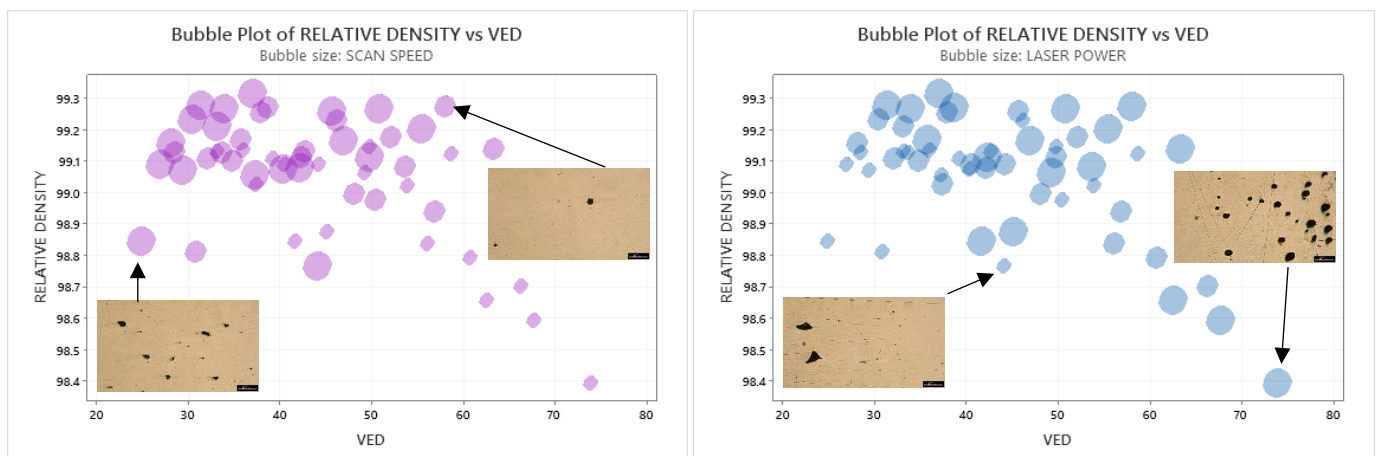 Bubble Plot of RELATIVE DENSITY vs VED
Bubble size: SCAN SPEED
RELATIVE DENSITY
99.3
99.2
99.1
99.0
98.9
98.8
98.7
98.6
98.5
98.4
20 30 40 50 60 70 80
VED
Bubble Plot of RELATIVE DENSITY vs VED
Bubble size: LASER POWER
RELATIVE DENSITY
99.3
99.2
99.1
99.0
98.9
98.8
98.7
98.6
98.5
98.4
20 30 40 50 60 70 80
VED